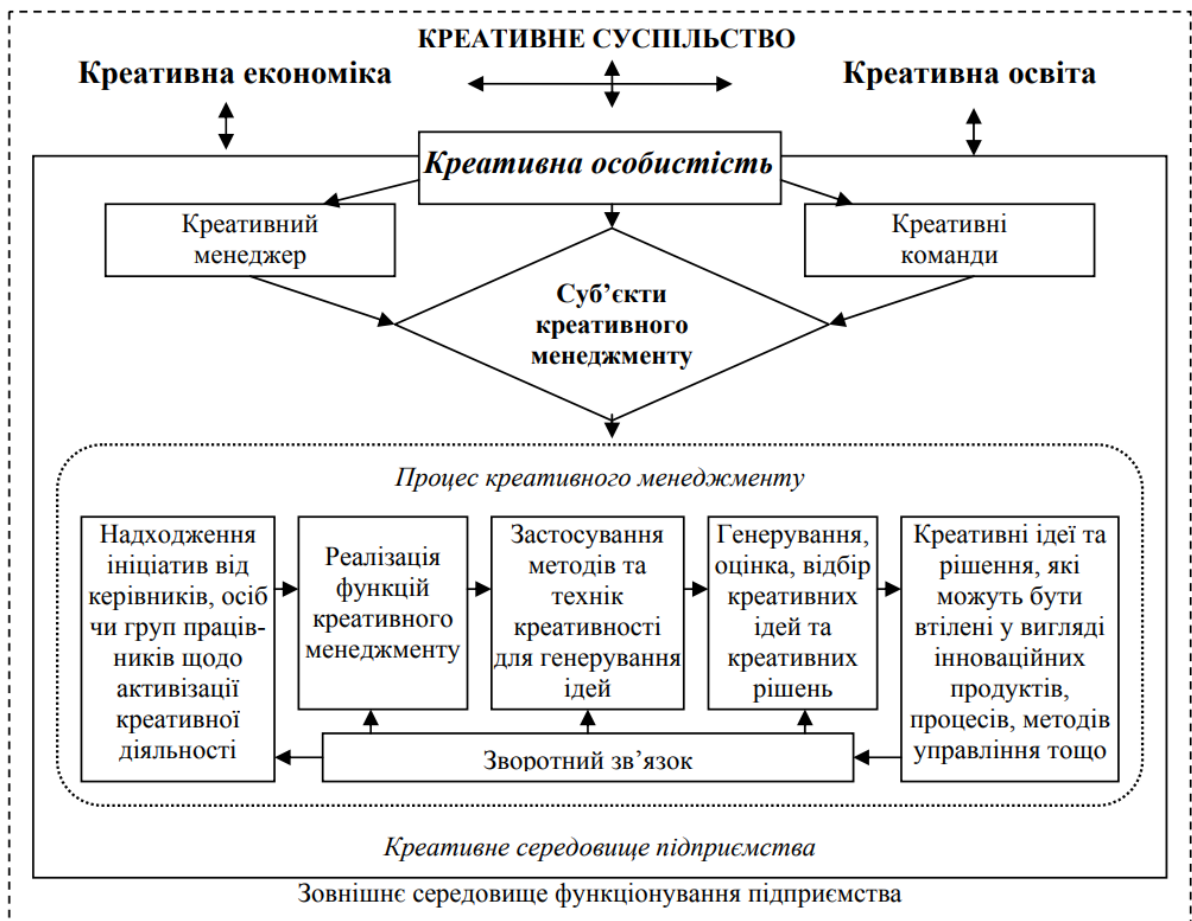 КРЕАТИВНЕ СУСПІЛЬСТВО
Креативна економіка
Креативна освіта
Креативна особистість
Креативний
менеджер
Креативні
команди
Суб’єкти
креативного
менеджменту
Процес креативного менеджменту
Надходження
ініціатив від
керівників, осіб
чи груп праців-
ників щодо
активізації
креативної
діяльності
Реалізація
функцій
креативного
менеджменту
Застосування
методів та
технік
креативності
для генерування
ідей
Генерування,
оцінка, відбір
креативних
ідей та
креативних
рішень
Креативні ідеї та
рішення, які
можуть бути
втілені у вигляді
інноваційних
продуктів,
процесів, методів
управління тощо
Зворотний зв’язок
Креативне середовище підприємства
Зовнішнє середовище функціонування підприємства